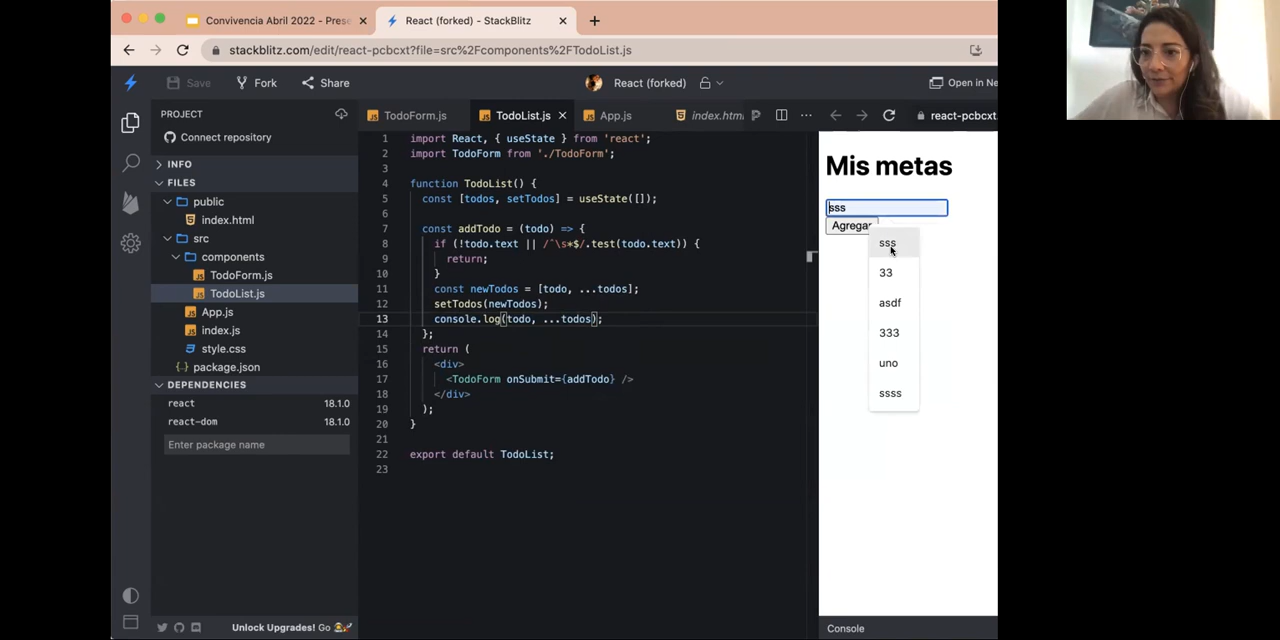 Convivencia Abril 2022 - Prese
React (forked) - StackBlitz
stackblitz.com/edit/react-pcbcxt?file=src%2Fcomponents%2FTodoList.js
Save
Fork
Share
React (forked)
Open in Ne
PROJECT
Connect repository
INFO
FILES
public
index.html
src
components
TodoForm.js
TodoList.js
App.js
index.js
style.css
package.json
DEPENDENCIES
react 18.1.0
react-dom 18.1.0
Enter package name
Unlock Upgrades! Go
TodoForm.js
TodoList.js
App.js
index.html
react-pcbcxt.
1 import React, { useState } from 'react';
2 import TodoForm from './TodoForm';
3
4 function TodoList() {
5 const [todos, setTodos] = useState([]);
6
7 const addTodo = (todo) => {
8 if (!todo.text || /^\s*$/.test(todo.text)) {
9 return;
10 }
11 const newTodos = [todo, ...todos];
12 setTodos(newTodos);
13 console.log(todo, ...todos);
14 };
15 return (
16 <div>
17 <TodoForm onSubmit={addTodo} />
18 </div>
19 );
20 }
21
22 export default TodoList;
23
Mis metas
sss
Agregar
sss
33
asdf
333
uno
ssss
Console